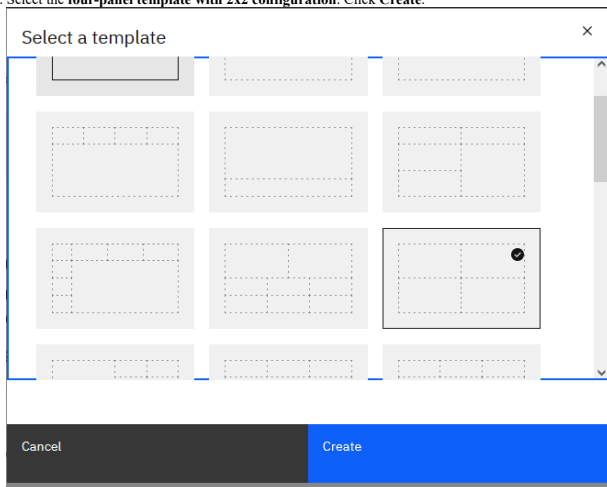 . Select the four-panel template with 2x2 configuration. Click Create.
Select a template
Cancel
Create